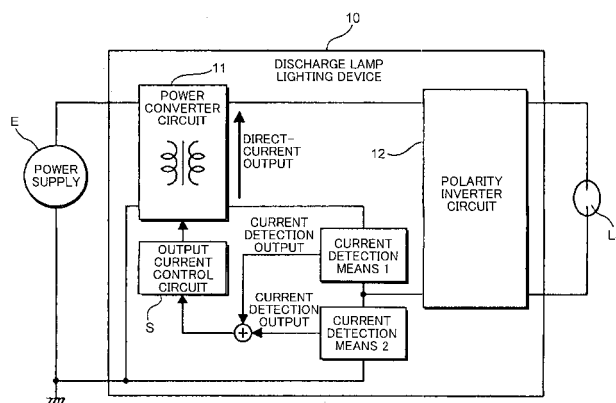 10
DISCHARGE LAMP
LIGHTING DEVICE
11
POWER
CONVERTER
CIRCUIT
E
POWER
SUPPLY
DIRECT-
CURRENT
OUTPUT
12
POLARITY
INVERTER
CIRCUIT
L
CURRENT
DETECTION
OUTPUT
CURRENT
DETECTION
MEANS 1
OUTPUT
CURRENT
CONTROL
CIRCUIT
S
CURRENT
DETECTION
OUTPUT
CURRENT
DETECTION
MEANS 2